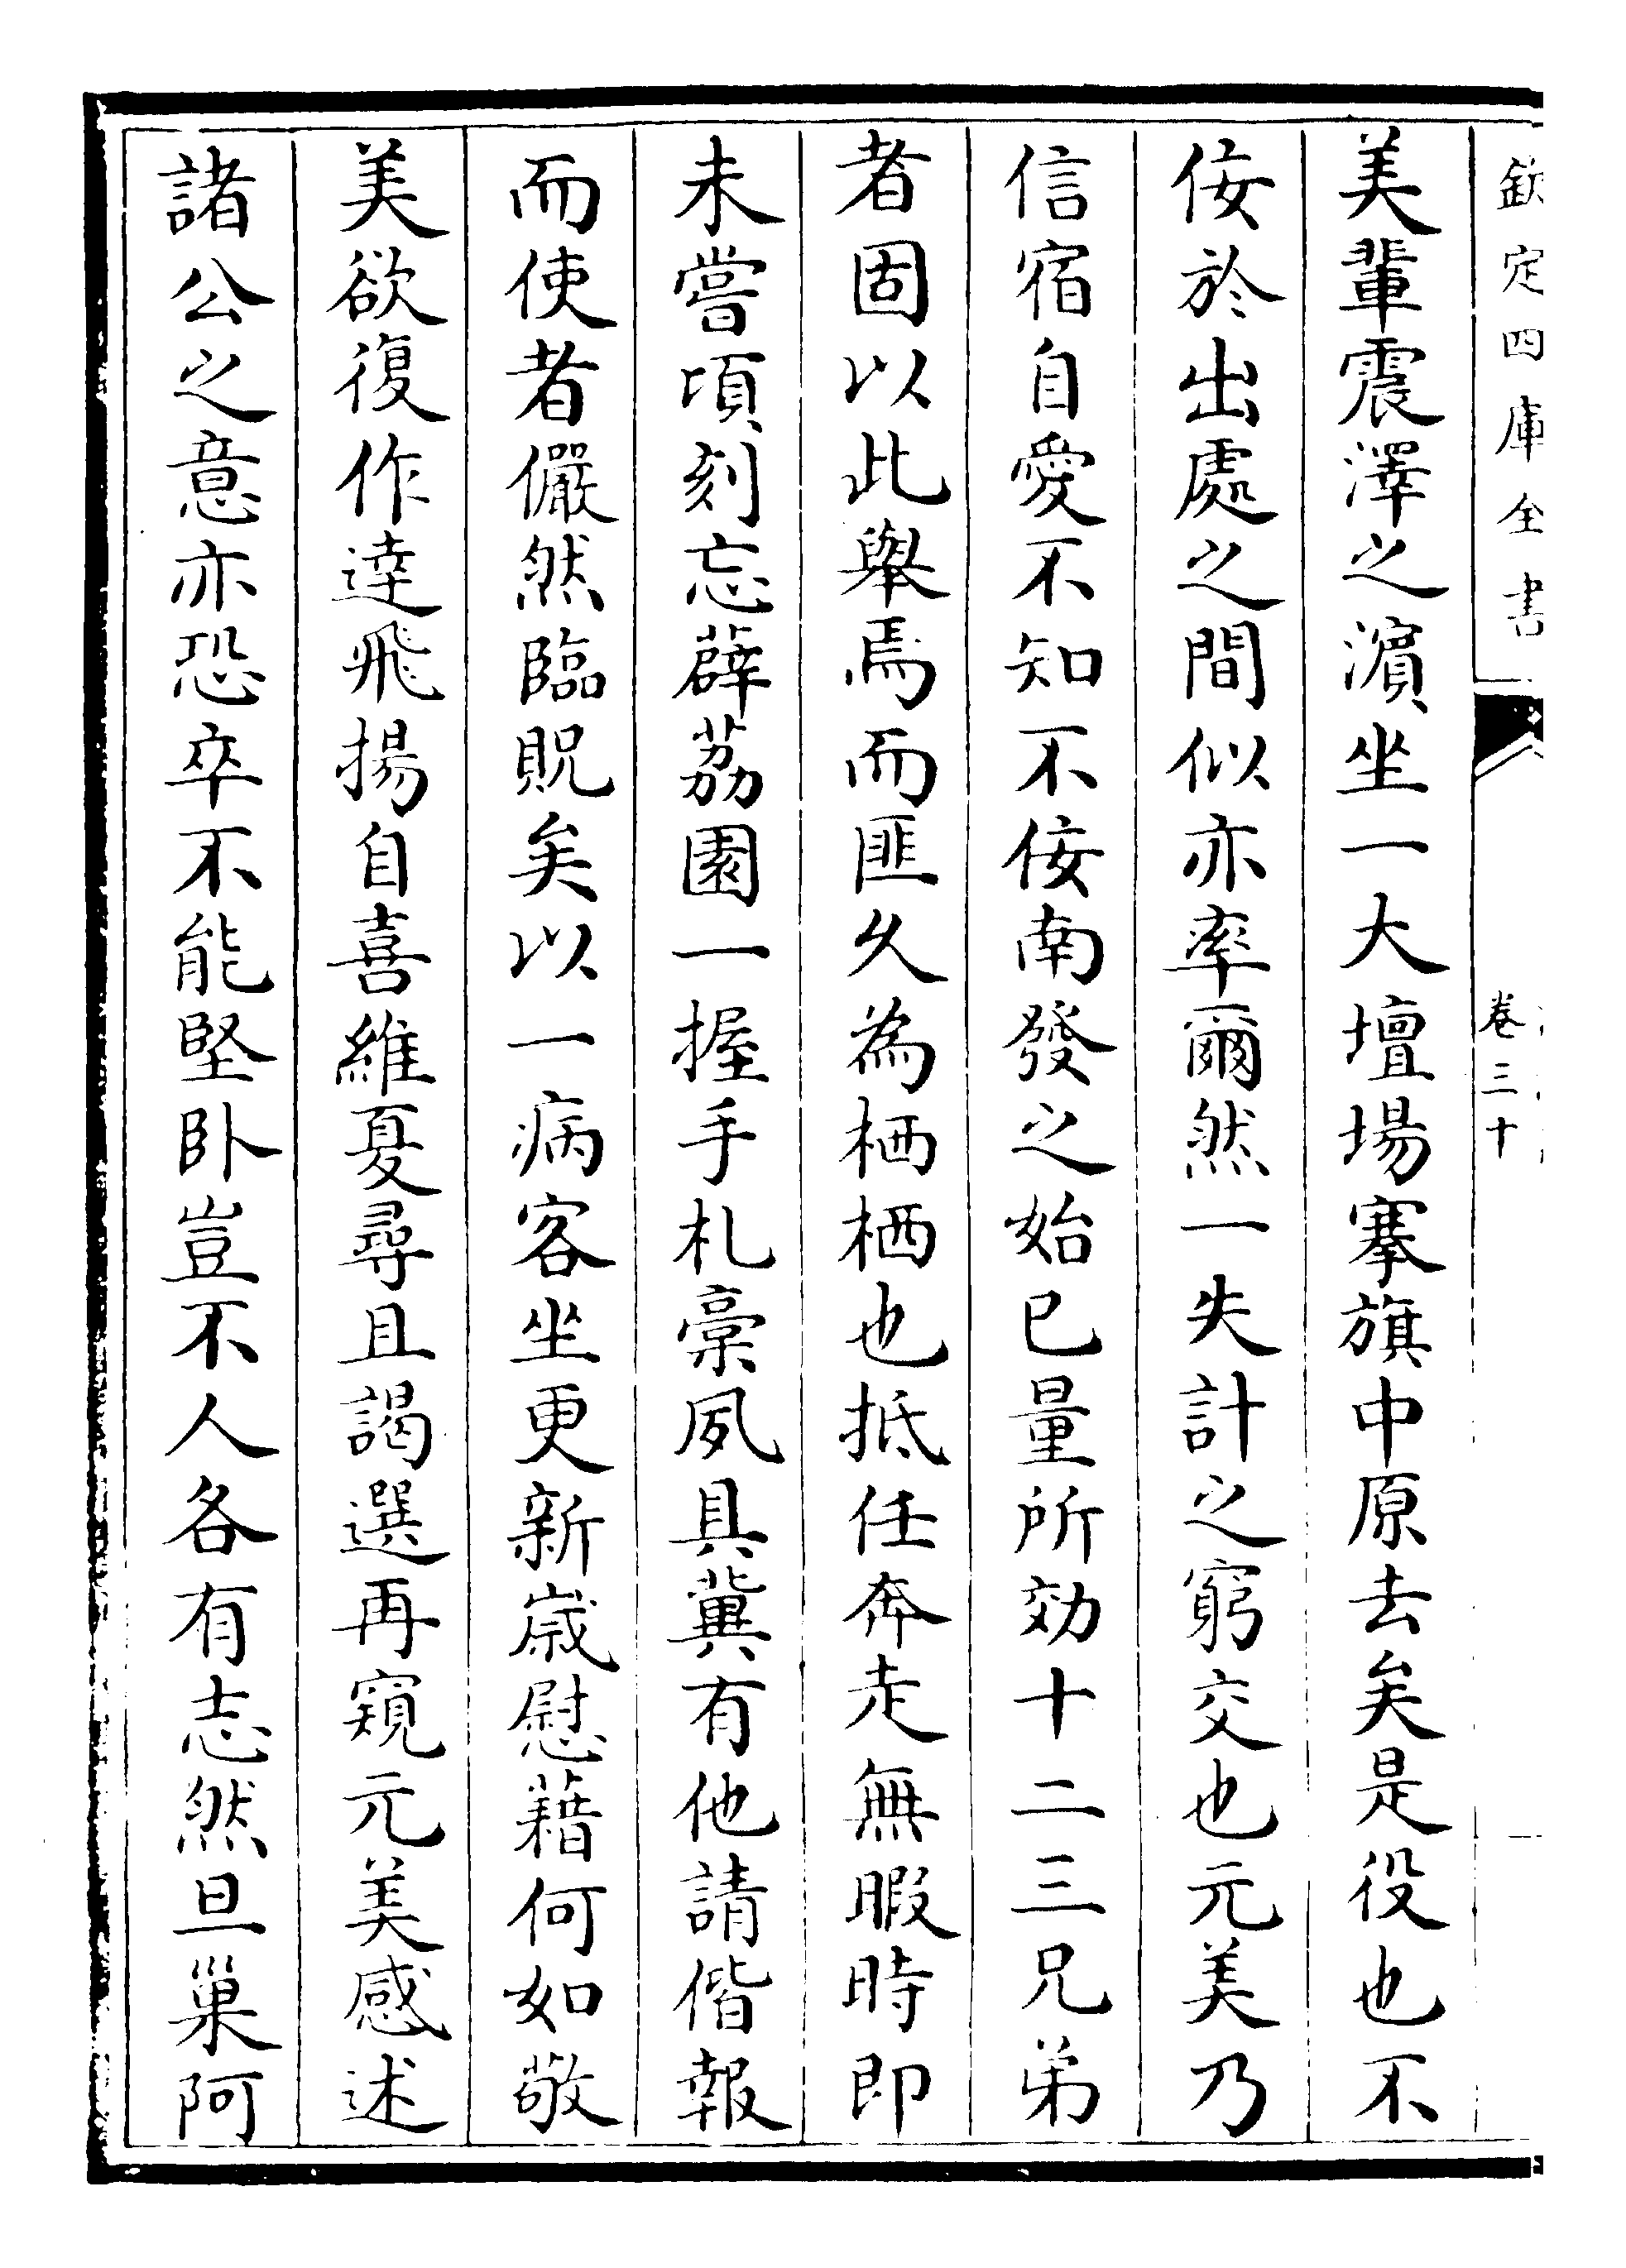 欽定四庫全書
卷三十
美輩震澤之濵坐一大壇場搴旗中原去矣是役也不
佞於出處之間似亦率爾然一失計之窮交也元美乃
信宿自愛不知不佞南發之始已量所効十二三兄弟
者固以此舉焉而匪久為栖栖也抵任奔走無暇時即
未嘗頃刻忘薜荔園一握手札稾夙具冀有他請偕報
而使者儼然臨貺矣以一病客坐更新嵗慰藉何如敬
美欲復作逹飛揚自喜維戞尋且謁選再窺元美感述
諸公之意亦恐卒不能堅卧豈不人各有志然旦巢阿